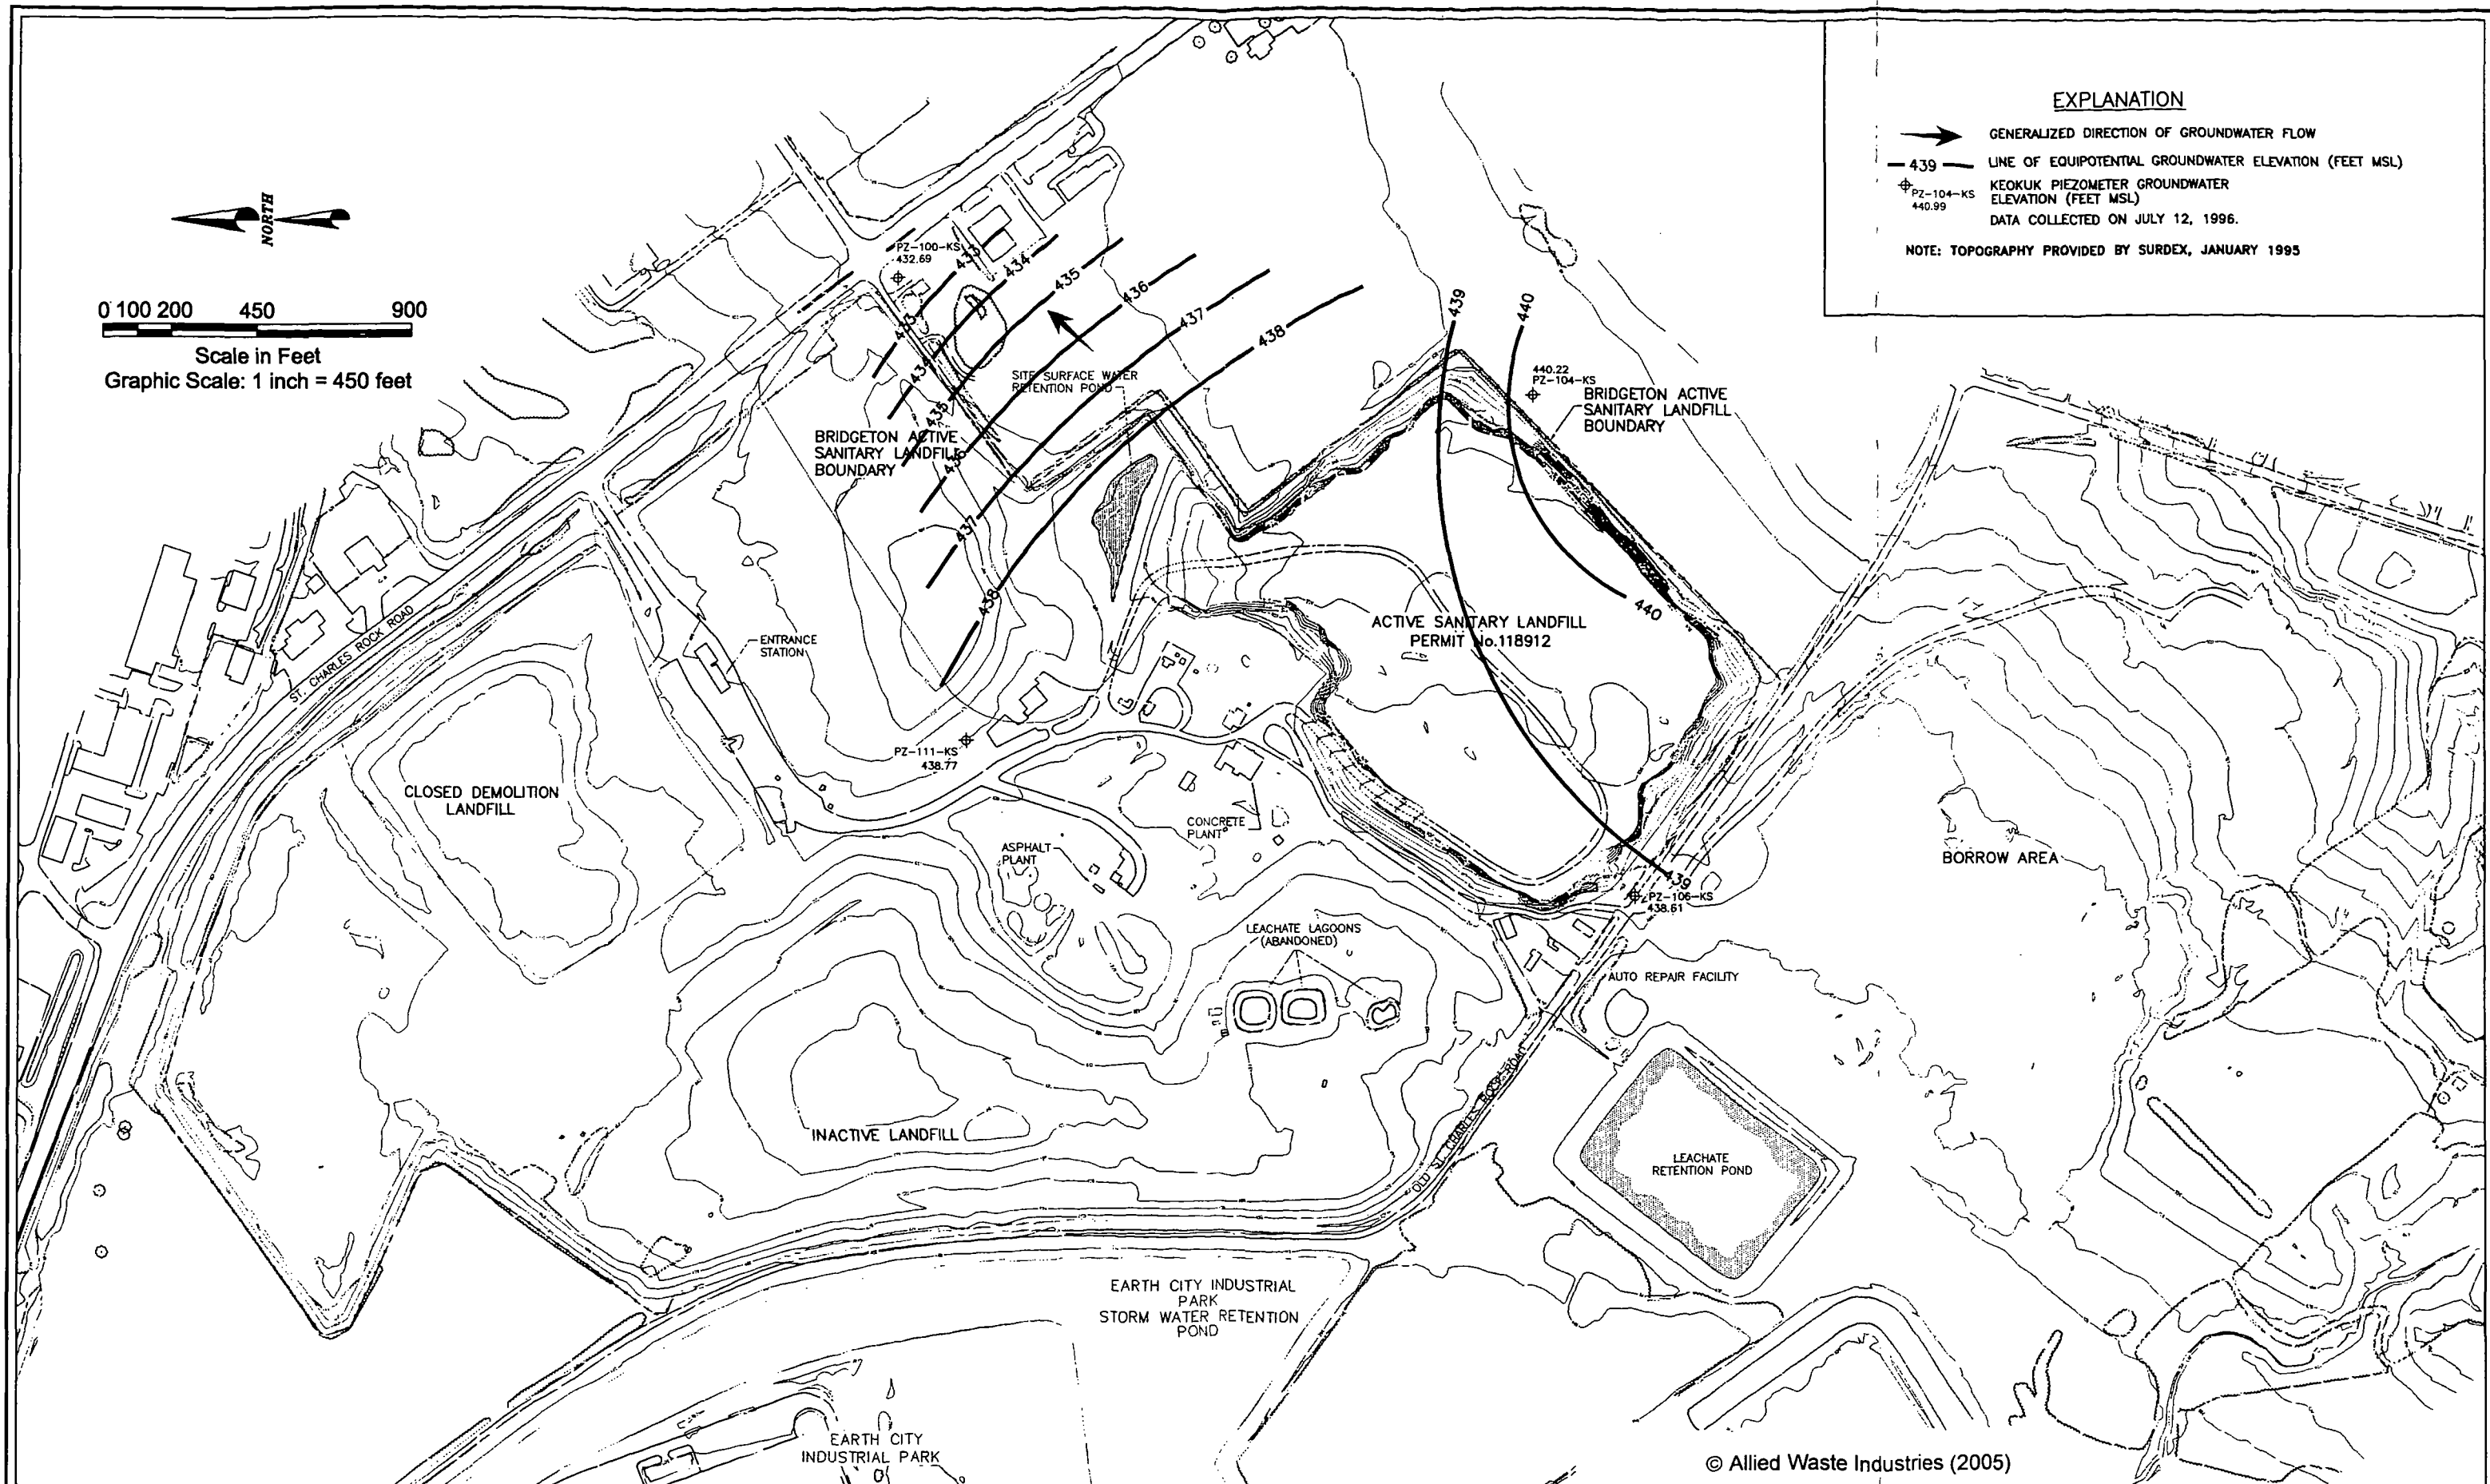 EXPLANATION
GENERALIZED DIRECTION OF GROUNDWATER FLOW
439
LINE OF EQUIPOTENTIAL GROUNDWATER ELEVATION (FEET MSL)
PZ-104-KS
440.99
KEOKUK PIEZOMETER GROUNDWATER
ELEVATION (FEET MSL)
DATA COLLECTED ON JULY 12, 1996.
NOTE: TOPOGRAPHY PROVIDED BY SURDEX, JANUARY 1995
NORTH
0 100 200 450 900
Scale in Feet
Graphic Scale: 1 inch = 450 feet
PZ-100-KS
432.69
433
434
435
436
437
438
439
440
433
434
435
436
437
438
SITE SURFACE WATER
RETENTION POND
BRIDGETON ACTIVE
SANITARY LANDFILL
BOUNDARY
440.22
PZ-104-KS
BRIDGETON ACTIVE
SANITARY LANDFILL
BOUNDARY
440
ACTIVE SANITARY LANDFILL
PERMIT No.118912
ENTRANCE
STATION
ST. CHARLES ROCK ROAD
PZ-111-KS
438.77
CLOSED DEMOLITION
LANDFILL
CONCRETE
PLANT
ASPHALT
PLANT
BORROW AREA
439
PZ-106-KS
438.61
LEACHATE LAGOONS
(ABANDONED)
AUTO REPAIR FACILITY
OLD ST. CHARLES ROCK ROAD
INACTIVE LANDFILL
LEACHATE
RETENTION POND
EARTH CITY INDUSTRIAL
PARK
STORM WATER RETENTION
POND
EARTH CITY
INDUSTRIAL PARK
© Allied Waste Industries (2005)